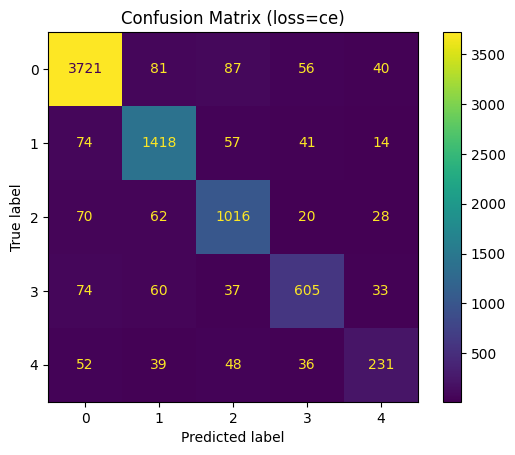 Confusion Matrix (loss=ce)
0 3721 81 87 56 40
1 74 1418 57 41 14
2 70 62 1016 20 28
3 74 60 37 605 33
4 52 39 48 36 231
0 1 2 3 4
Predicted label
True label
3500
3000
2500
2000
1500
1000
500